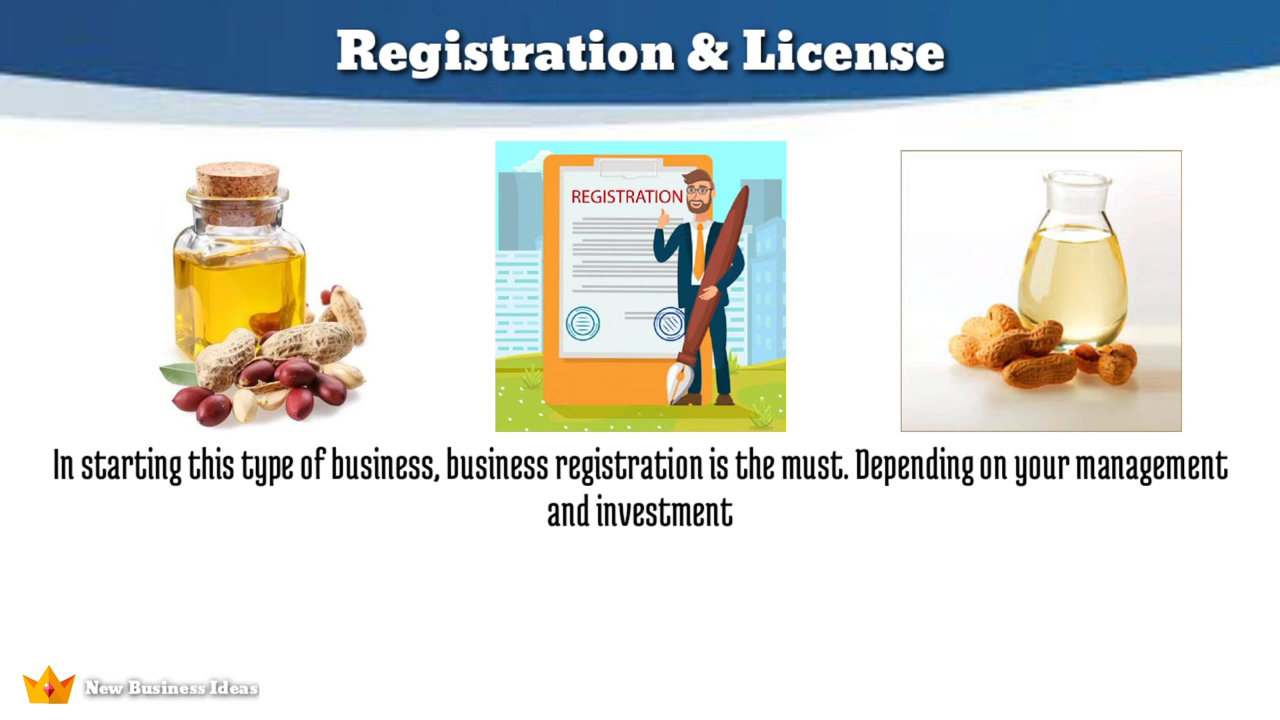 Registration & License
REGISTRATION
In starting this type of business, business registration is the must. Depending on your management
and investment
New Business Ideas